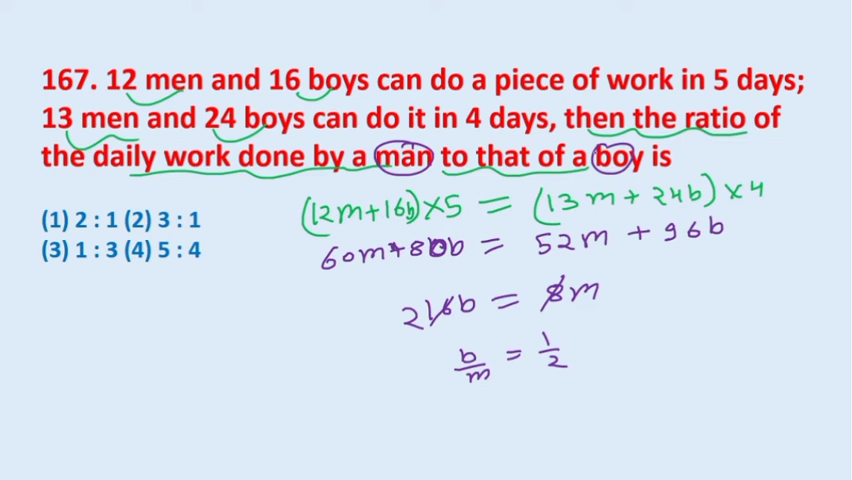 167. 12 men and 16 boys can do a piece of work in 5 days;
13 men and 24 boys can do it in 4 days, then the ratio of
the daily work done by a man to that of a boy is
(1) 2 : 1 (2) 3 : 1
(3) 1 : 3 (4) 5 : 4
(12m+16b)×5 = (13m+24b)×4
60m+80b = 52m + 96b
2 16b = 8m
b/m = 1/2